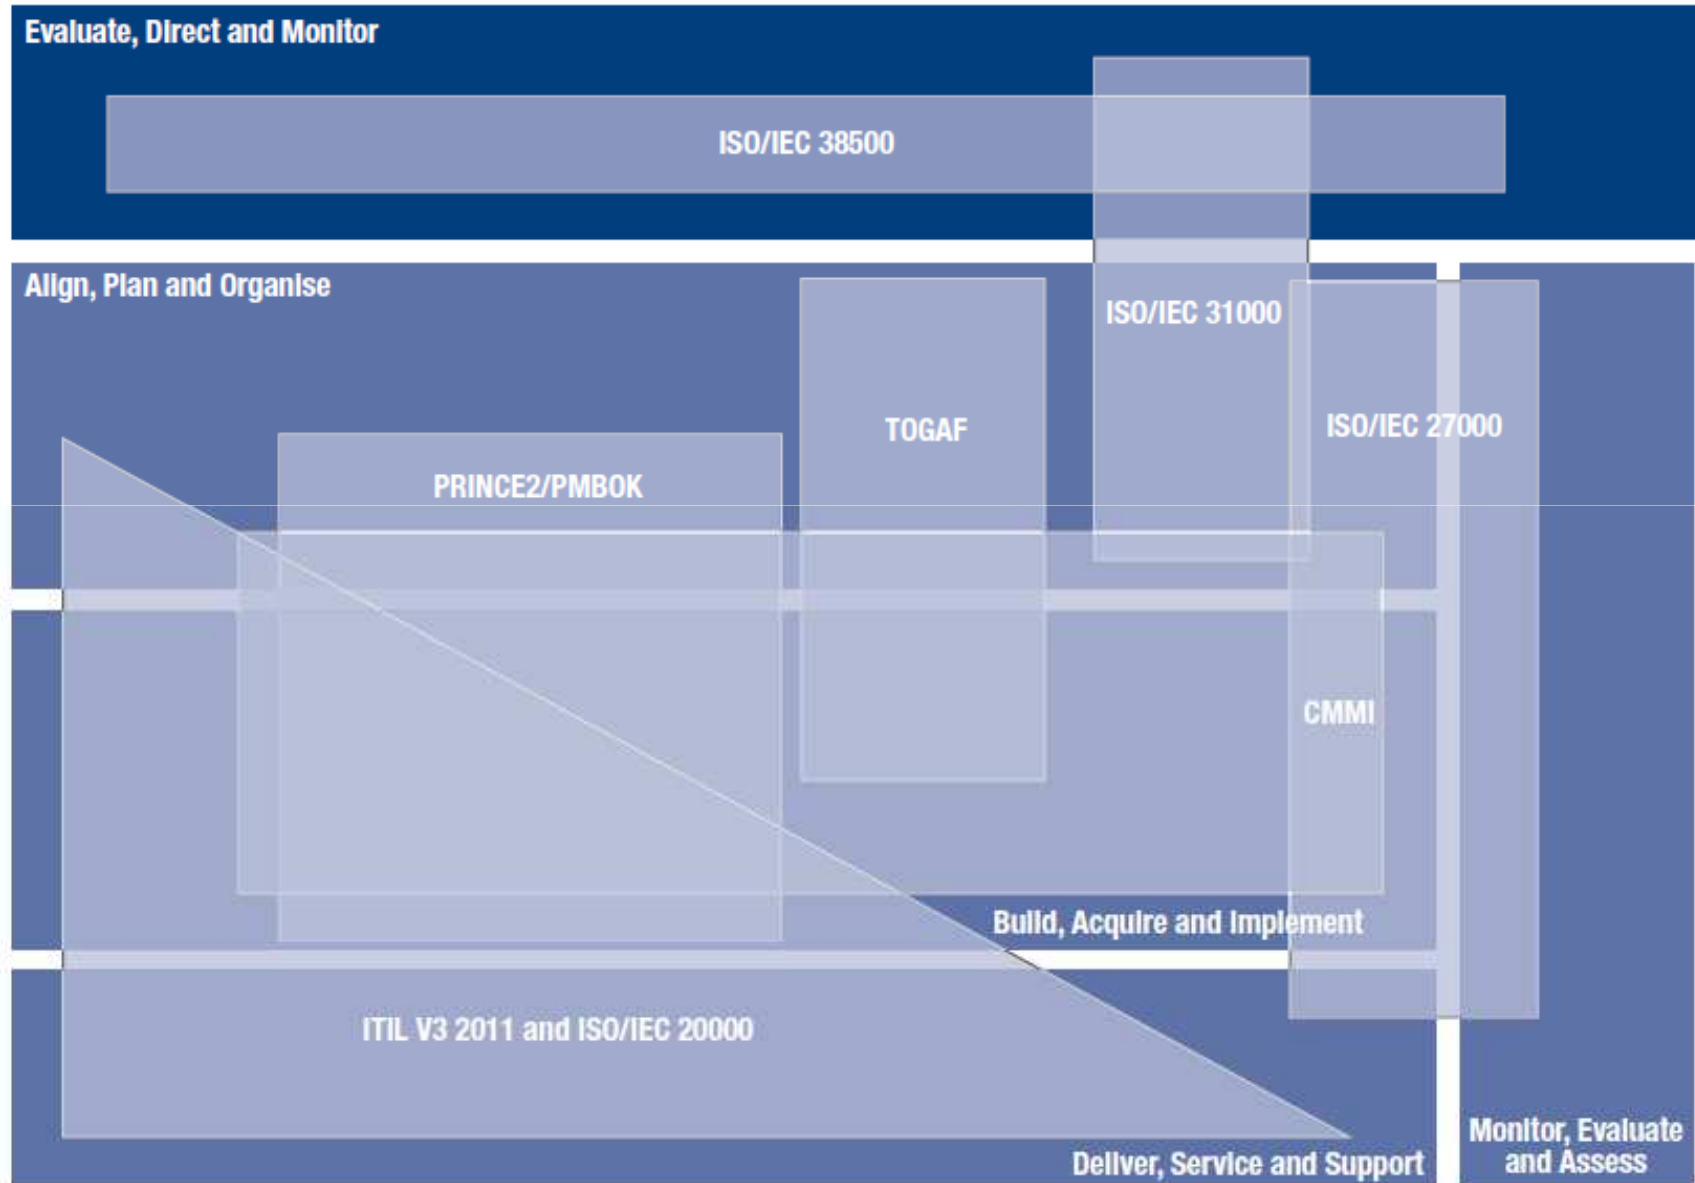 Evaluate, Direct and Monitor
ISO/IEC 38500
Align, Plan and Organise
ISO/IEC 31000
TOGAF
ISO/IEC 27000
PRINCE2/PMBOK
CMMI
Build, Acquire and Implement
ITIL V3 2011 and ISO/IEC 20000
Deliver, Service and Support
Monitor, Evaluate
and Assess